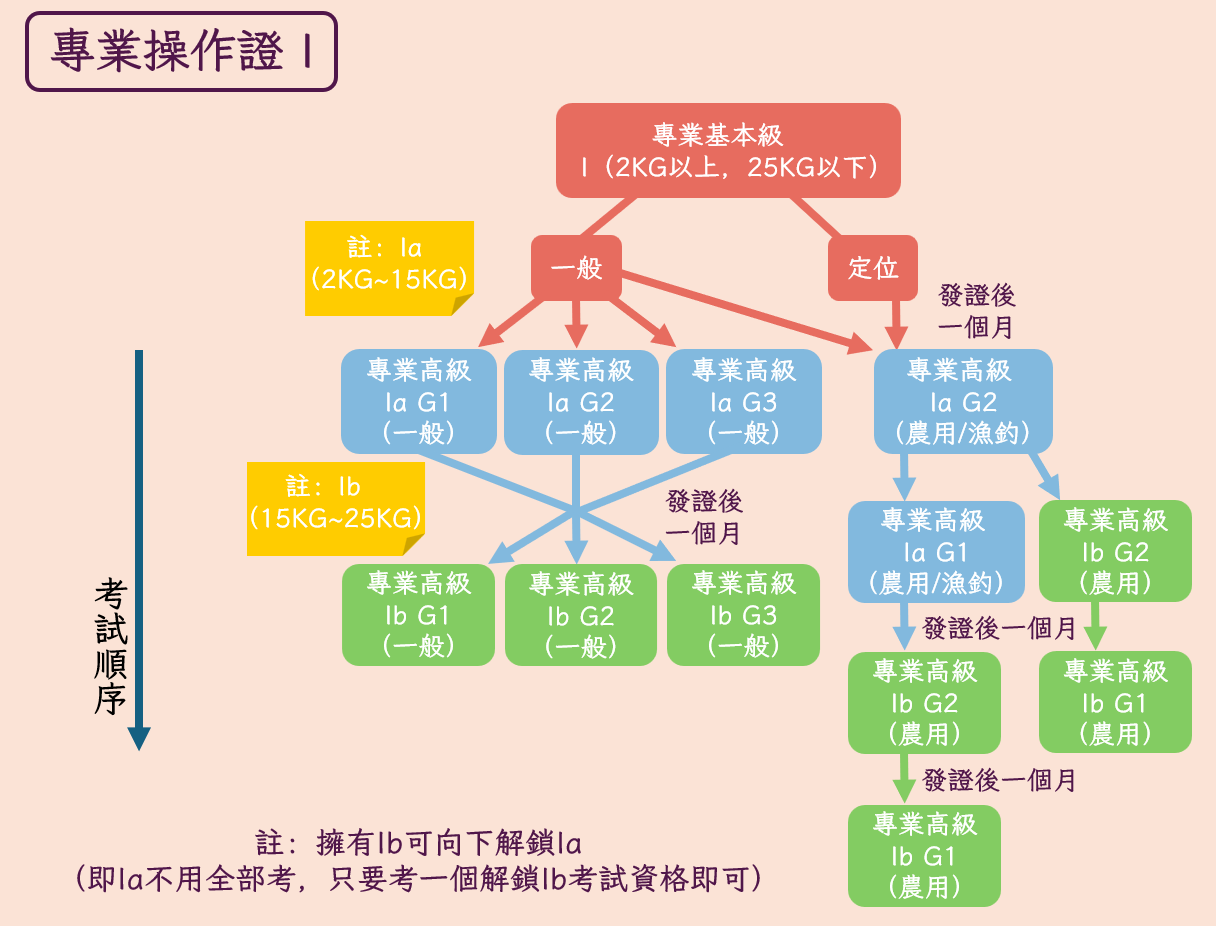 專業操作證 I
專業基本級
I（2KG以上，25KG以下）
註：Ia
(2KG~15KG)
一般
定位
發證後
一個月
專業高級
Ia G1
(一般)
專業高級
Ia G2
(一般)
專業高級
Ia G3
(一般)
專業高級
Ia G2
(農用/漁釣)
註：Ib
(15KG~25KG)
發證後
一個月
專業高級
Ia G1
(農用/漁釣)
專業高級
Ib G2
(農用)
專業高級
Ib G1
(一般)
專業高級
Ib G2
(一般)
專業高級
Ib G3
(一般)
考試順序
發證後一個月
專業高級
Ib G2
(農用)
專業高級
Ib G1
(農用)
發證後一個月
專業高級
Ib G1
(農用)
註：擁有Ib可向下解鎖Ia
(即Ia不用全部考，只要考一個解鎖Ib考試資格即可)